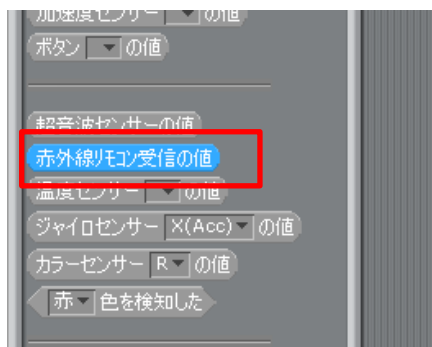 加速度センサー の値
ボタン の値
超音波センサーの値
赤外線リモコン受信の値
温度センサー の値
ジャイロセンサー X(Acc) の値
カラーセンサー R の値
赤 色を検知した